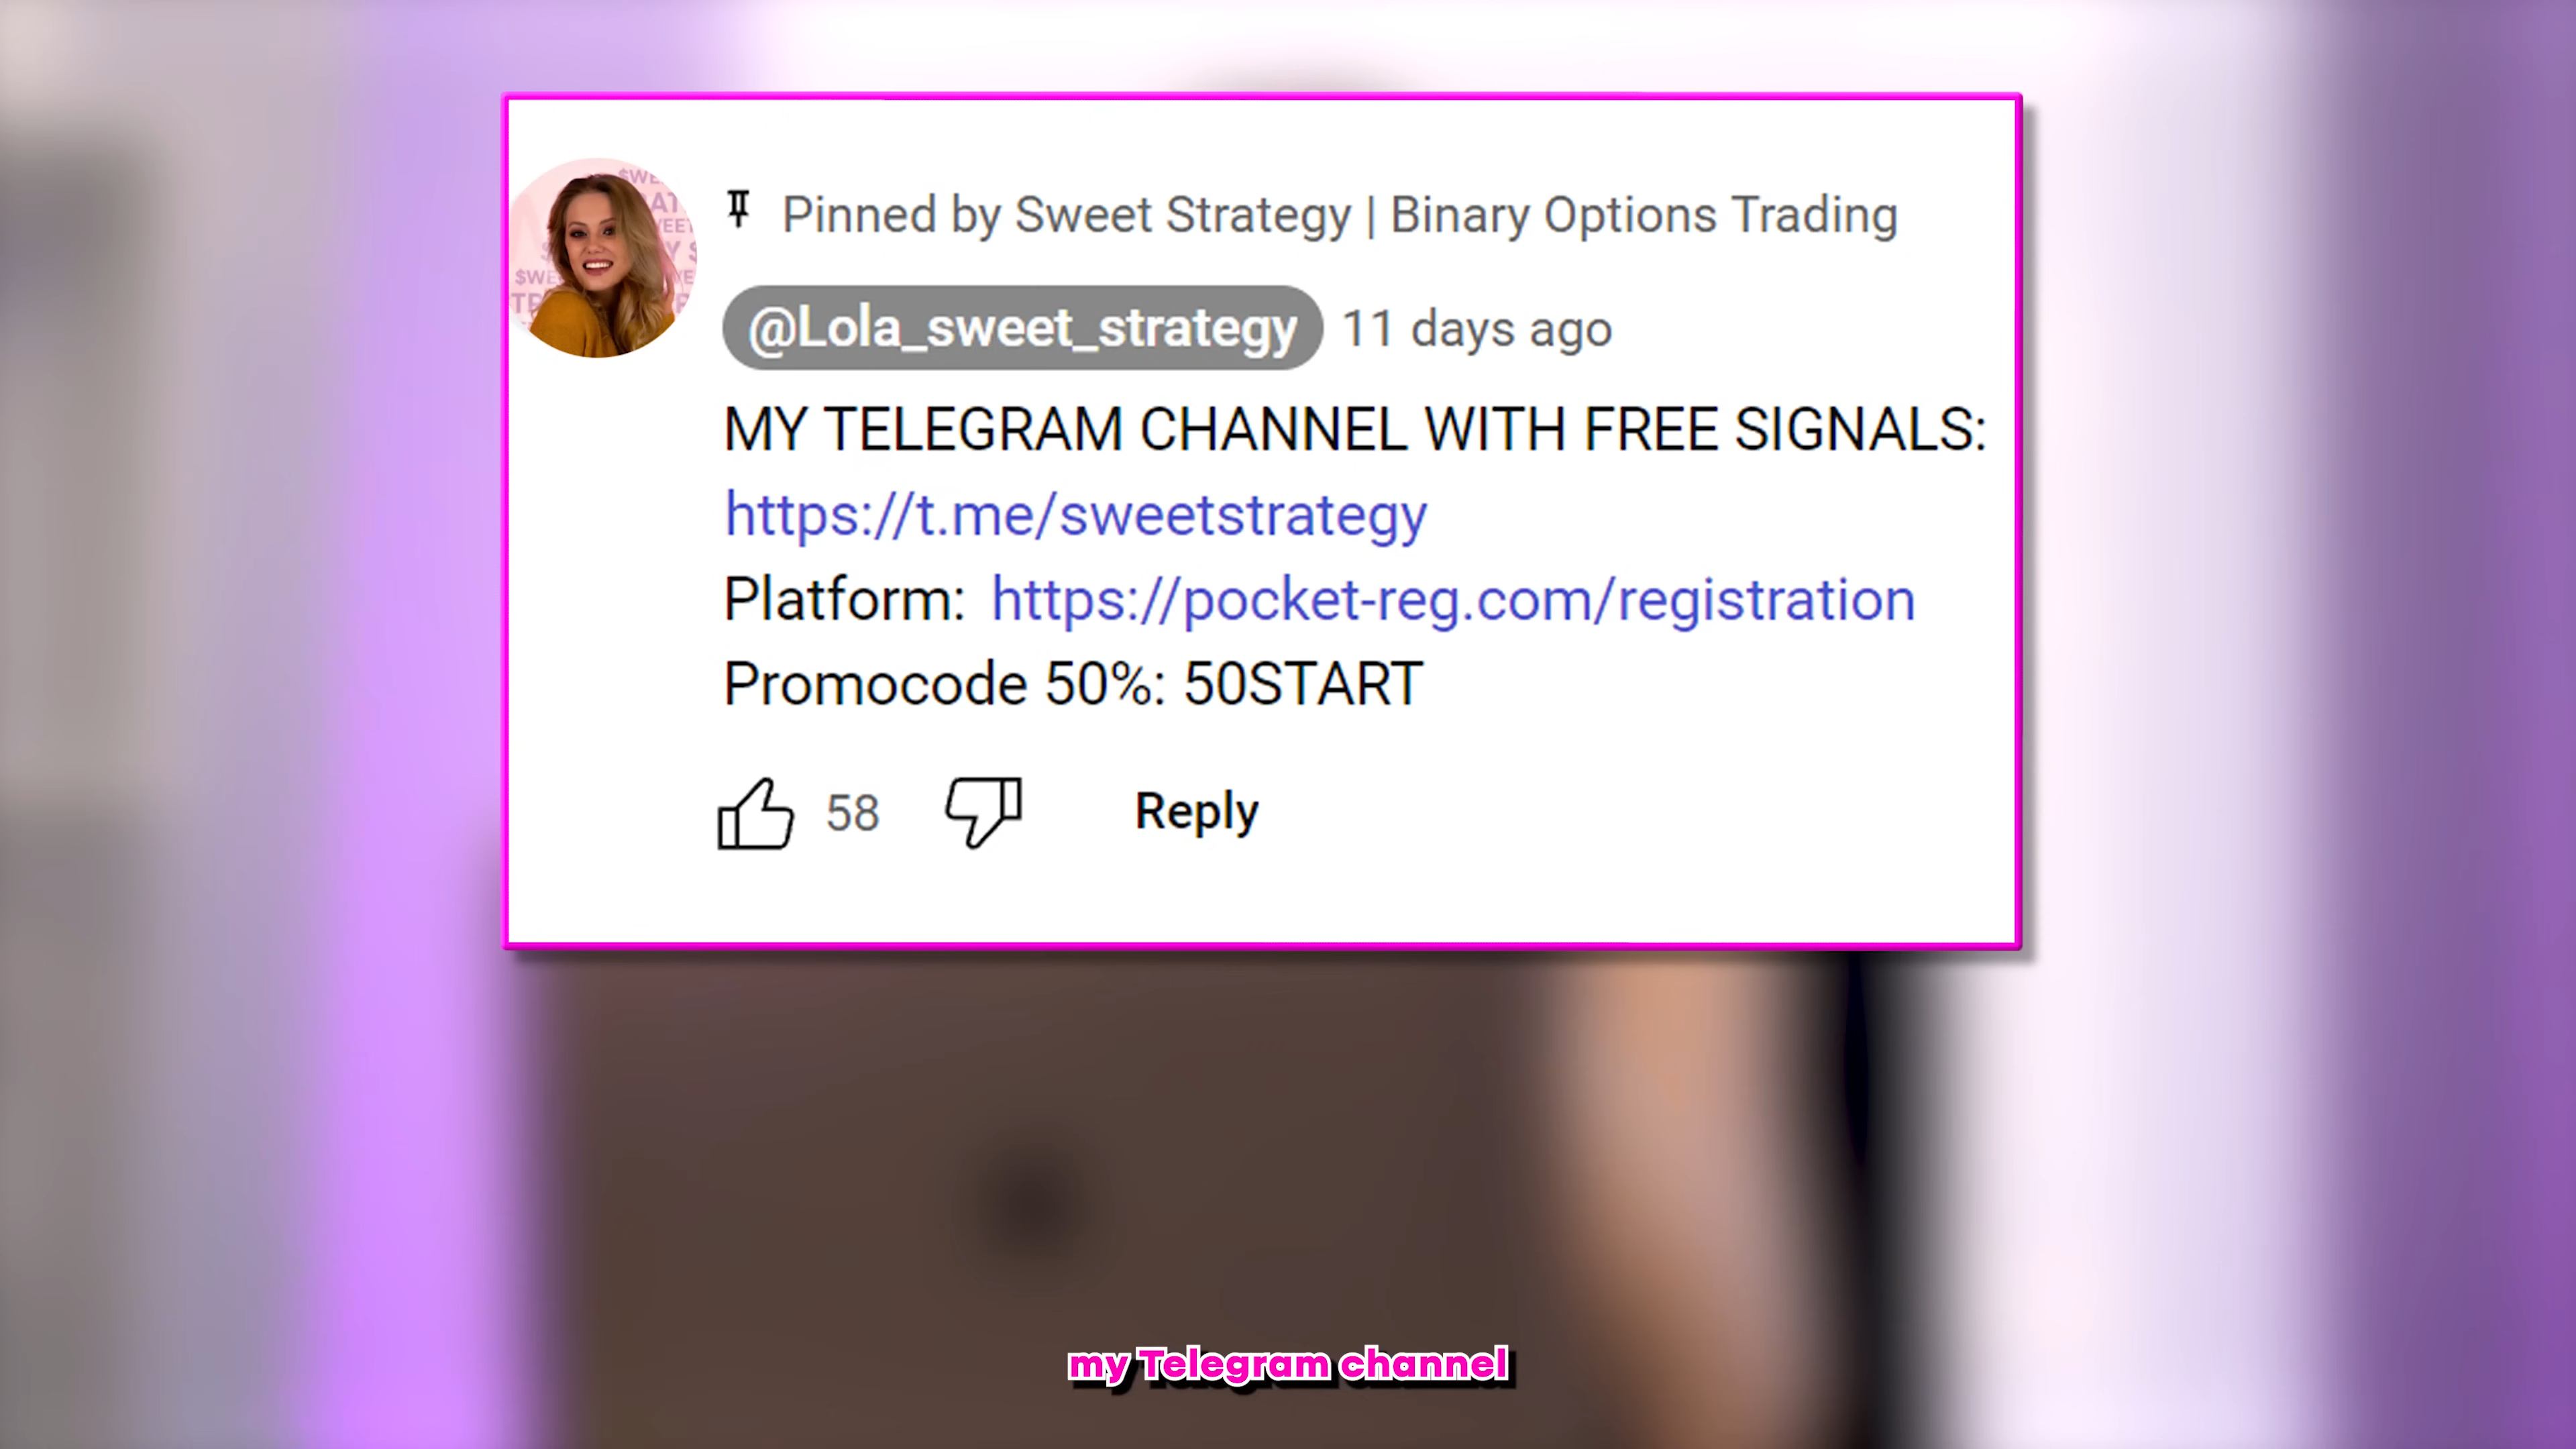 Pinned by Sweet Strategy | Binary Options Trading
@Lola_sweet_strategy 11 days ago
MY TELEGRAM CHANNEL WITH FREE SIGNALS:
https://t.me/sweetstrategy
Platform: https://pocket-reg.com/registration
Promocode 50%: 50START
58 Reply
my Telegram channel